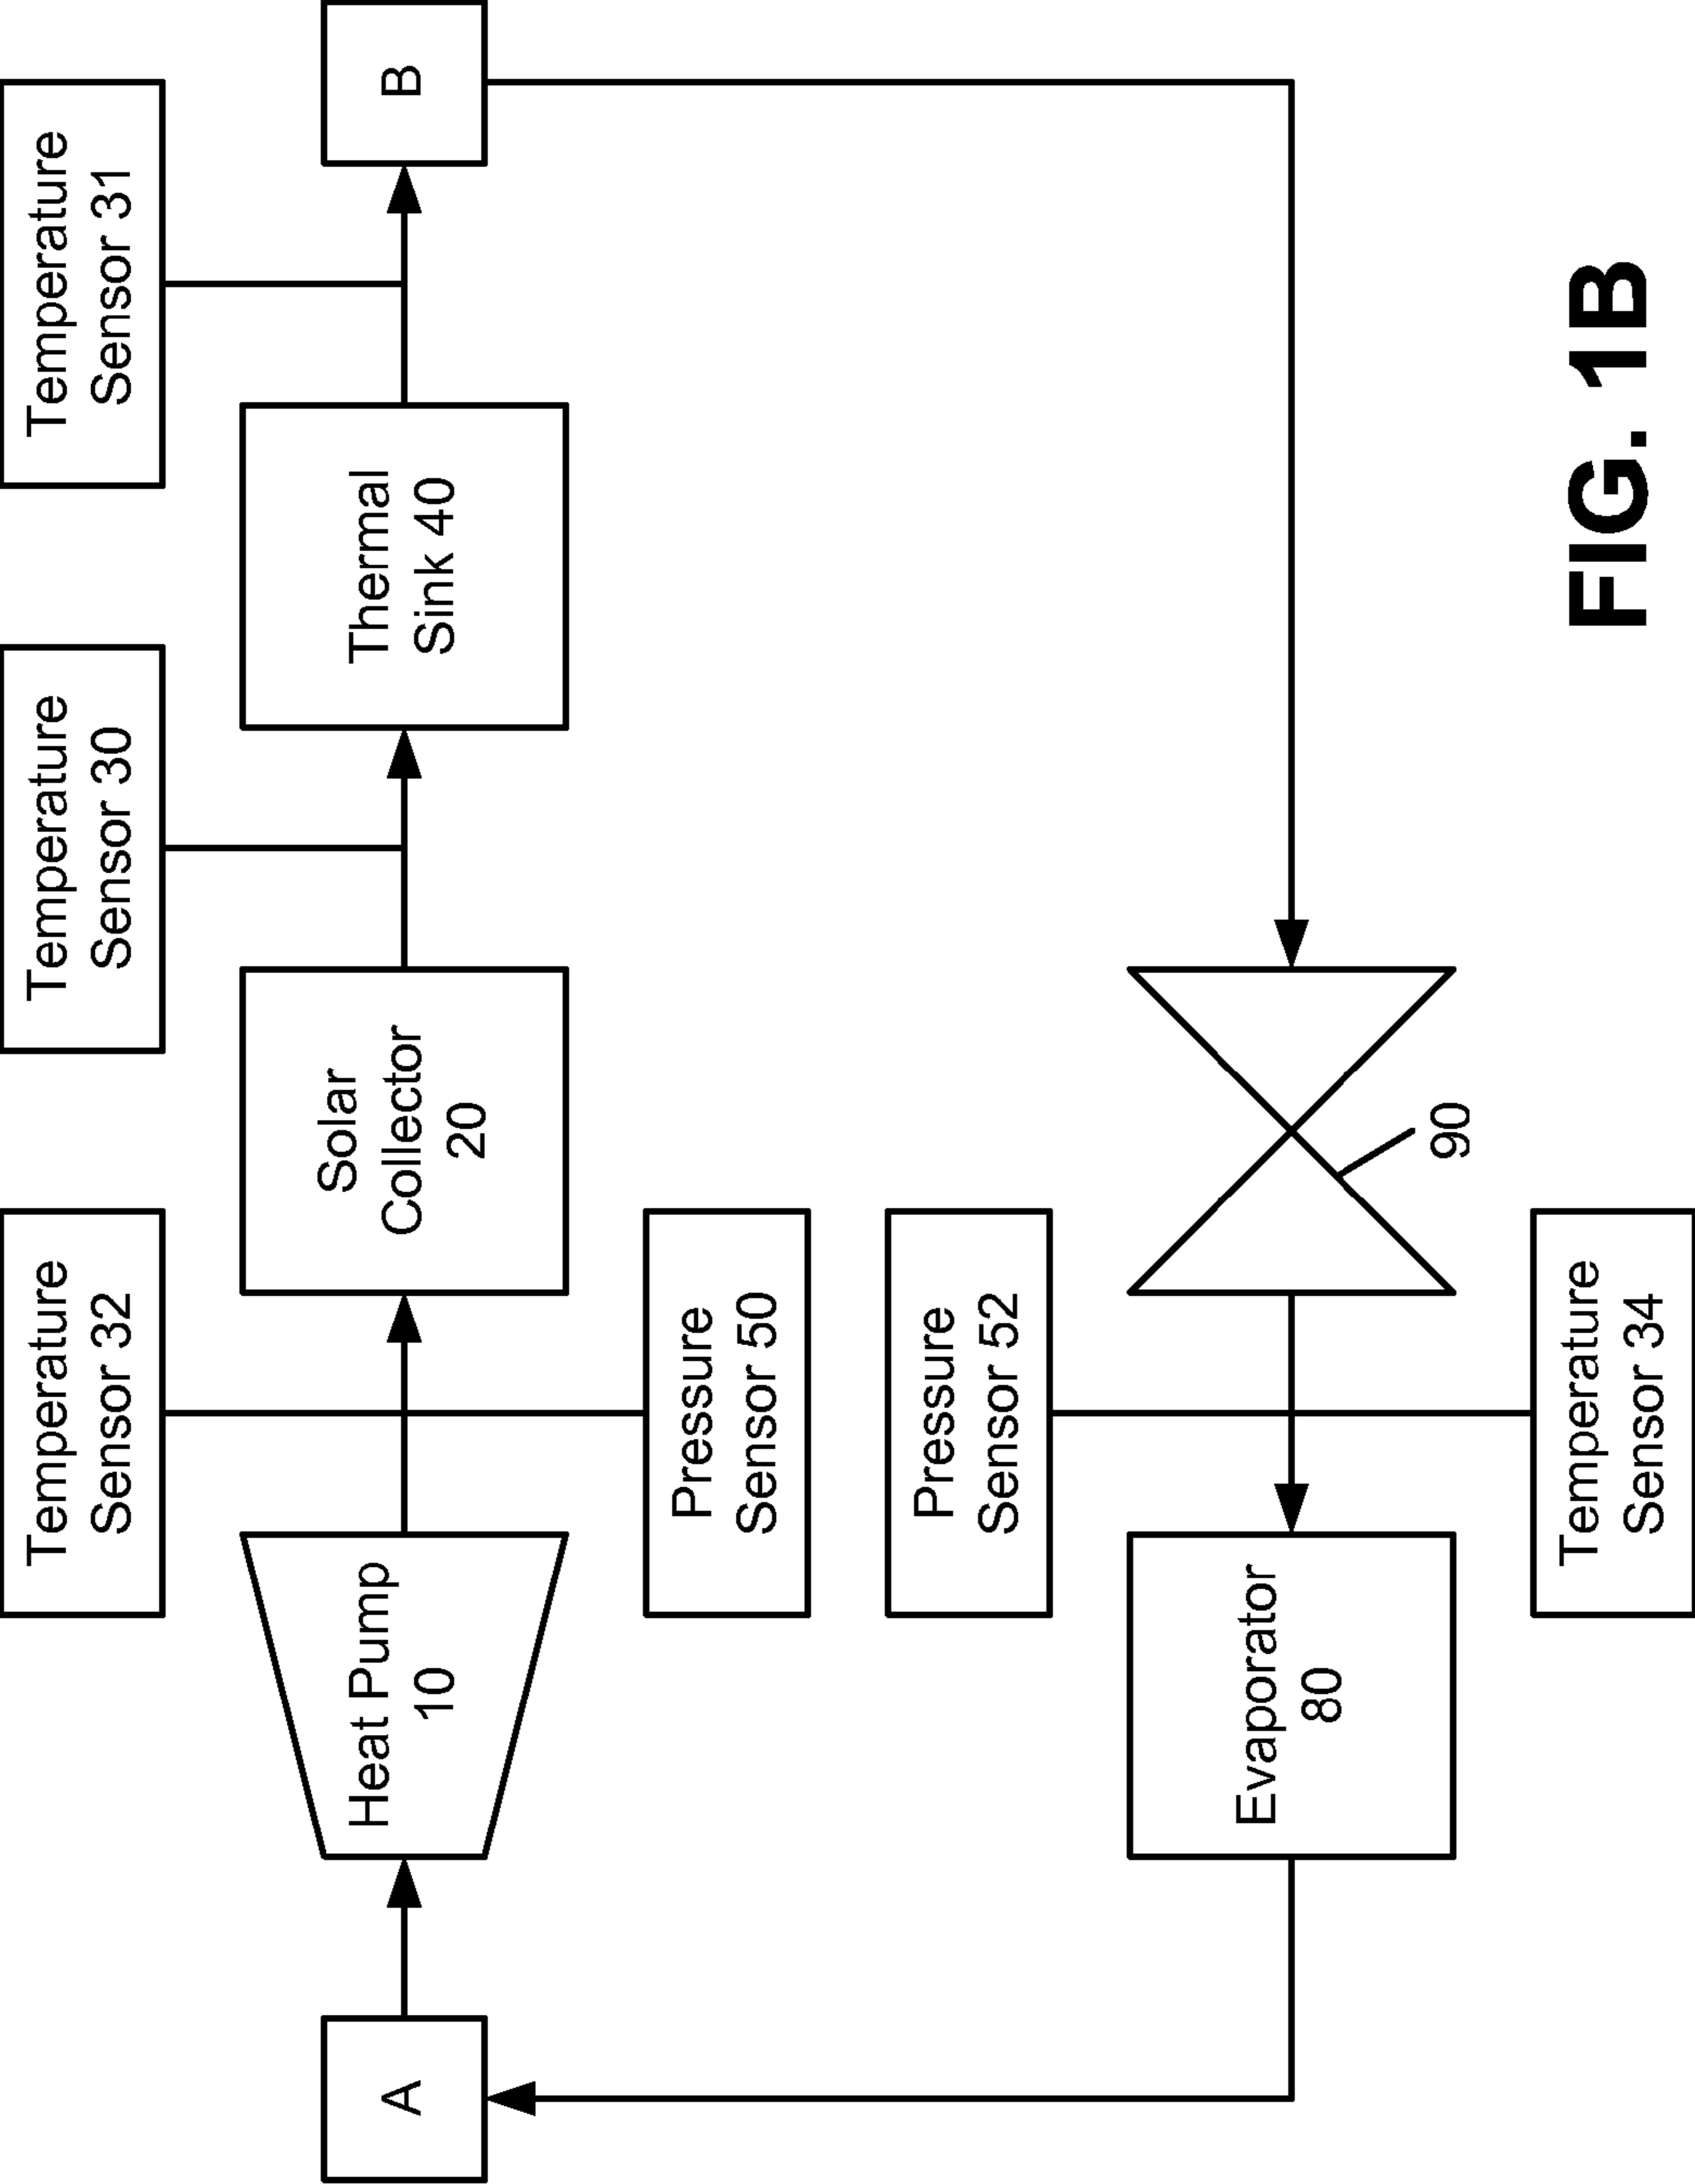 Temperature
Sensor 32
Temperature
Sensor 30
Temperature
Sensor 31
A
Heat Pump
10
Solar
Collector
20
Thermal
Sink 40
B
Pressure
Sensor 50
Pressure
Sensor 52
Evaporator
80
90
Temperature
Sensor 34
FIG. 1B